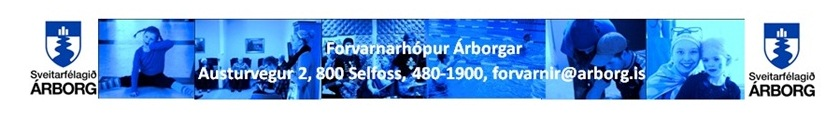 Sveitarfélagið
ÁRBORG
Forvarnarhópur Árborgar
Austurvegur 2, 800 Selfoss, 480-1900, forvarnir@arborg.is
Sveitarfélagið
ÁRBORG